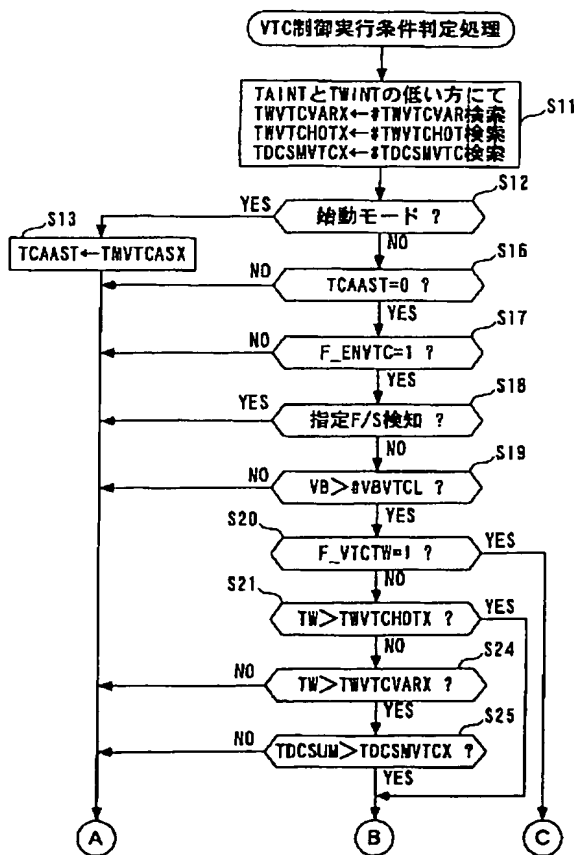 VTC制御実行条件判定処理
TAINTとTWINTの低い方にて
TWVTCVARX←#TWVTCVAR検索
TWVTCHOTX←#TWVTCHOT検索
TDCSMVTCX←#TDCSMVTC検索
S11
S12
始動モード ?
YES
NO
S13
TCAAST←TMVTCASX
S16
TCAAST=0 ?
NO
YES
S17
F_ENVTC=1 ?
NO
YES
S18
指定F/S検知 ?
YES
NO
S19
VB>#VBVTCL ?
NO
YES
S20
F_VTCTW=1 ?
YES
NO
S21
TW>TWVTCHOTX ?
YES
NO
S24
TW>TWVTCVARX ?
NO
YES
S25
TDCSUM>TDCSMVTCX ?
NO
YES
A
B
C